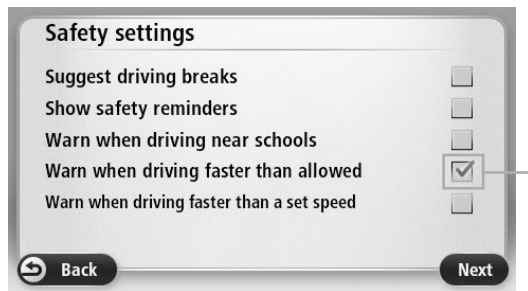 Safety settings
Suggest driving breaks
Show safety reminders
Warn when driving near schools
Warn when driving faster than allowed
Warn when driving faster than a set speed
Back
Next